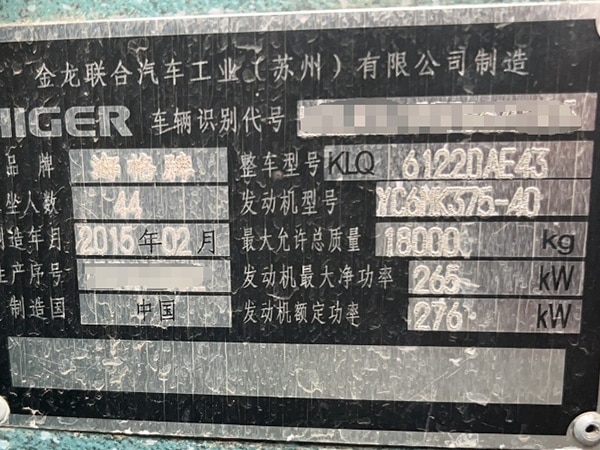 金龙联合汽车工业（苏州）有限公司制造
HIGER 车辆识别代号
品牌 海格牌 整车型号 KLQ 6122DAE43
坐人数 44 发动机型号 YC6MK375-40
制造年月 2015年02月 最大允许总质量 18000 kg
生产序号 发动机最大净功率 265 kW
制造国 中国 发动机额定功率 276 kW